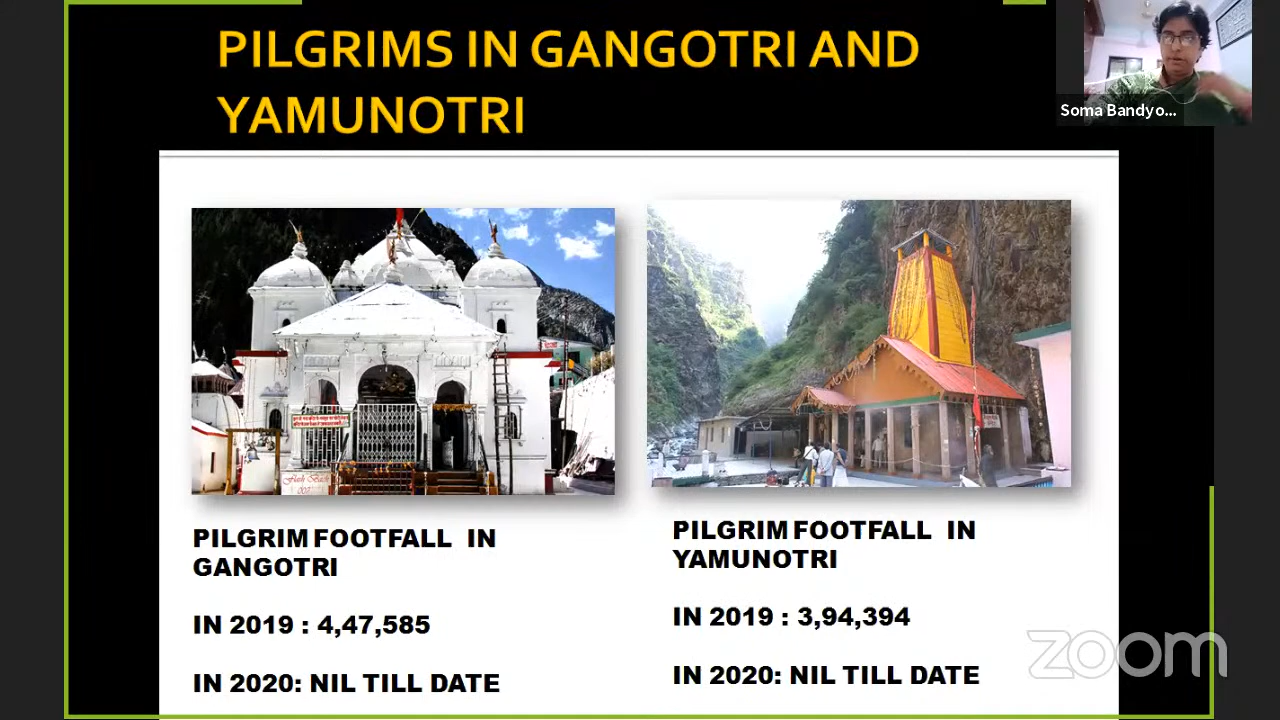 PILGRIMS IN GANGOTRI AND
YAMUNOTRI
Soma Bandyo...
PILGRIM FOOTFALL IN
GANGOTRI
IN 2019 : 4,47,585
IN 2020: NIL TILL DATE
PILGRIM FOOTFALL IN
YAMUNOTRI
IN 2019 : 3,94,394
IN 2020: NIL TILL DATE
zoom